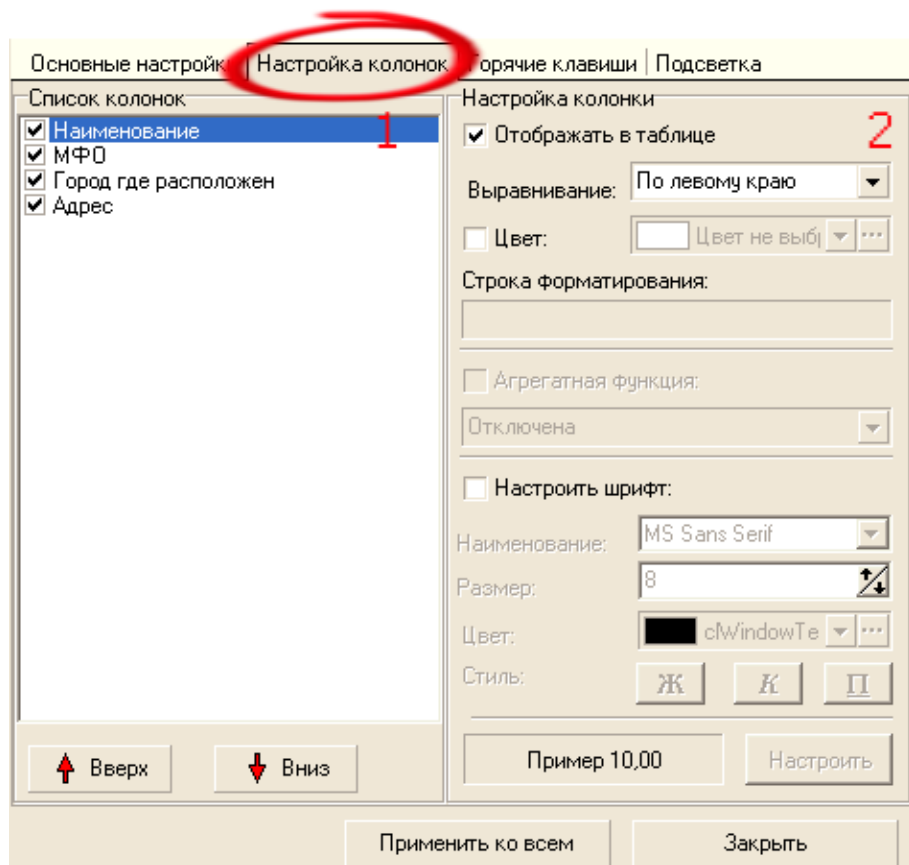 Основные настройки Настройка колонок Горячие клавиши Подсветка
Список колонок
1
Наименование
МФО
Город где расположен
Адрес
Вверх Вниз
Настройка колонки
2
Отображать в таблице
Выравнивание: По левому краю
Цвет: Цвет не выб
Строка форматирования:
Агрегатная функция:
Отключена
Настроить шрифт:
Наименование: MS Sans Serif
Размер: 8
Цвет: clWindowTe
Стиль: Ж К П
Пример 10,00 Настроить
Применить ко всем Закрыть